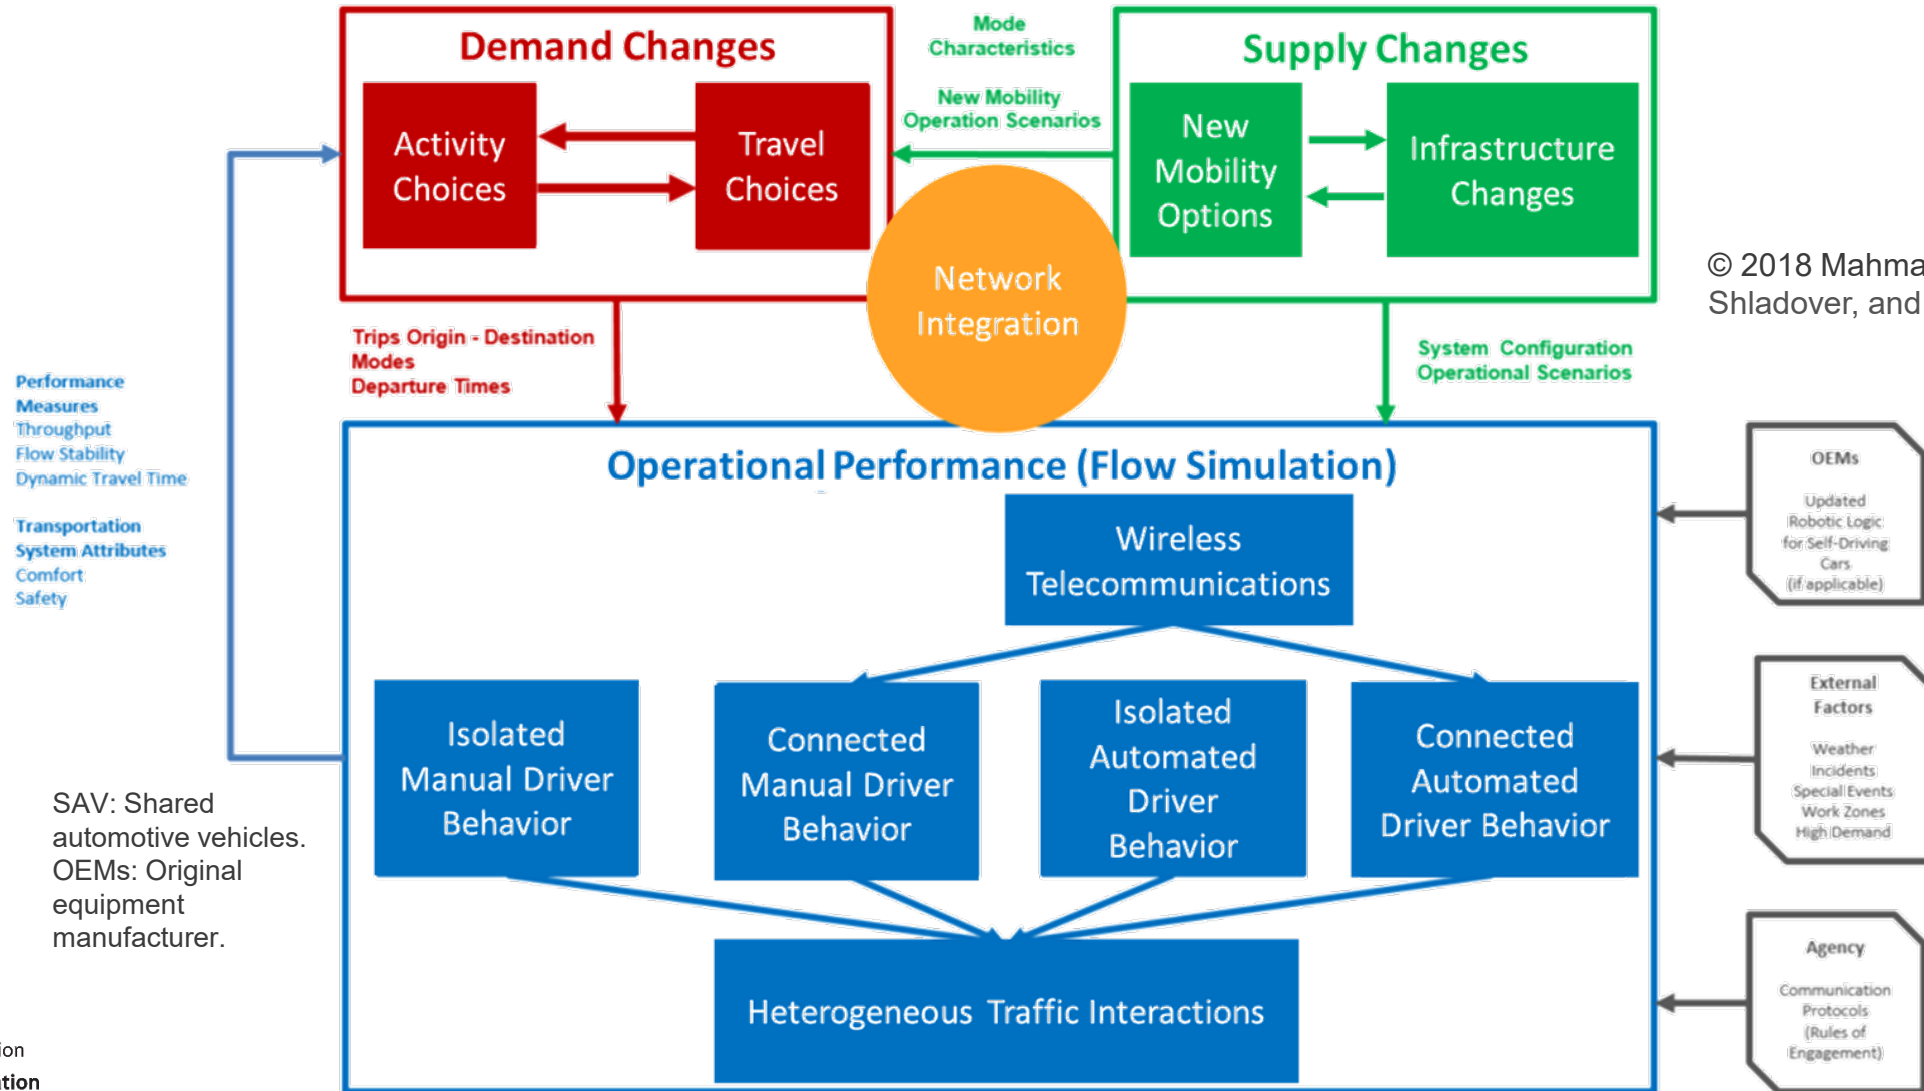 Demand Changes
Activity
Choices
Travel
Choices
Mode
Characteristics
New Mobility
Operation Scenarios
Supply Changes
New
Mobility
Options
Infrastructure
Changes
Network
Integration
© 2018 Mahma
Shladover, and
Trips Origin - Destination
Modes
Departure Times
System Configuration
Operational Scenarios
Performance
Measures
Throughput
Flow Stability
Dynamic Travel Time
Transportation
System Attributes
Comfort
Safety
Operational Performance (Flow Simulation)
Wireless
Telecommunications
Isolated
Manual Driver
Behavior
Connected
Manual Driver
Behavior
Isolated
Automated
Driver
Behavior
Connected
Automated
Driver Behavior
Heterogeneous Traffic Interactions
OEMs
Updated
Robotic Logic
for Self-Driving
Cars
(if applicable)
External
Factors
Weather
Incidents
Special Events
Work Zones
High Demand
Agency
Communication
Protocols
(Rules of
Engagement)
SAV: Shared
automotive vehicles.
OEMs: Original
equipment
manufacturer.